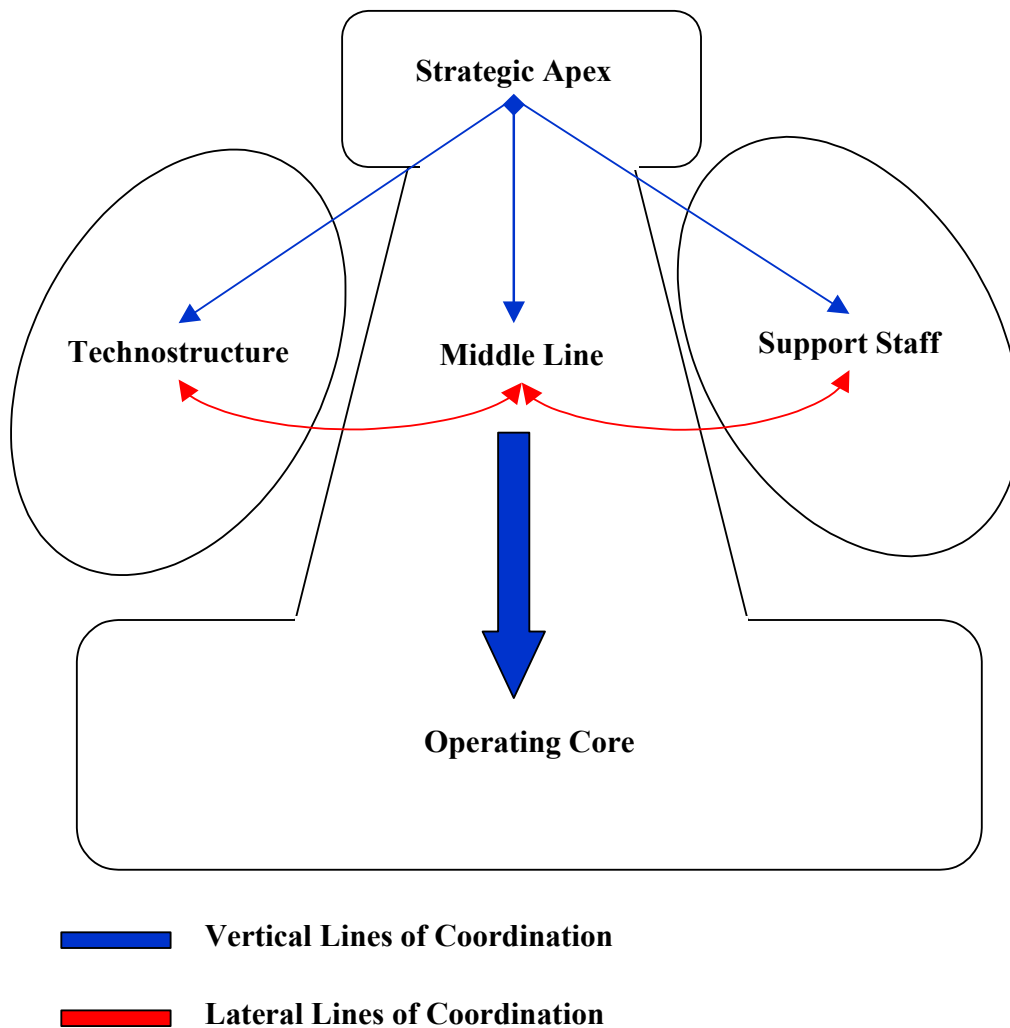 Strategic Apex
Technostructure
Middle Line
Support Staff
Operating Core
Vertical Lines of Coordination
Lateral Lines of Coordination